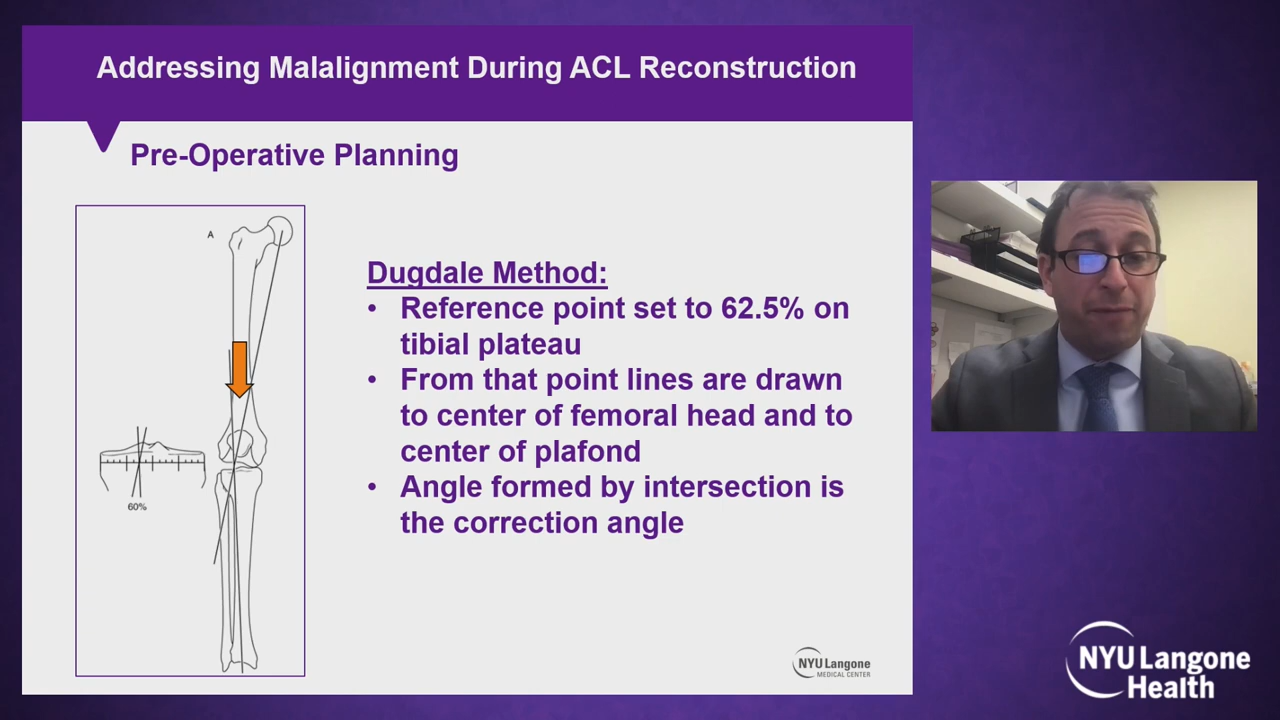 Addressing Malalignment During ACL Reconstruction
Pre-Operative Planning
A
60%
Dugdale Method:
• Reference point set to 62.5% on
tibial plateau
• From that point lines are drawn
to center of femoral head and to
center of plafond
• Angle formed by intersection is
the correction angle
NYU Langone
MEDICAL CENTER
NYU Langone
Health